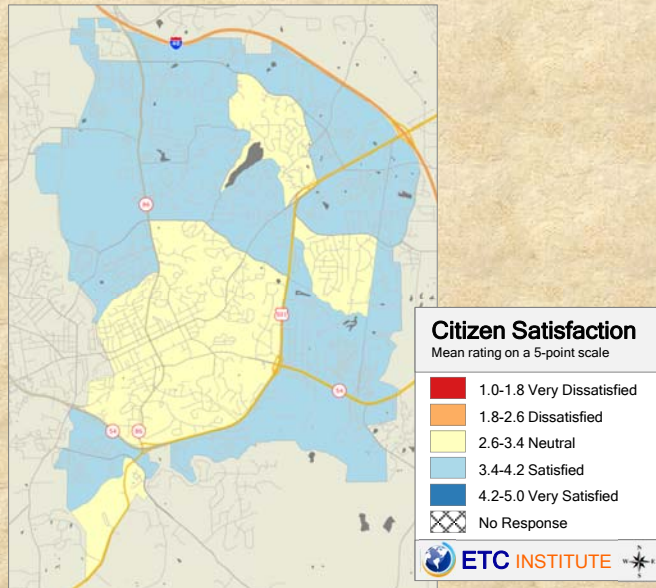 40
86
501
54
54
86
Citizen Satisfaction
Mean rating on a 5-point scale
1.0-1.8 Very Dissatisfied
1.8-2.6 Dissatisfied
2.6-3.4 Neutral
3.4-4.2 Satisfied
4.2-5.0 Very Satisfied
No Response
ETC INSTITUTE
N
W E
S